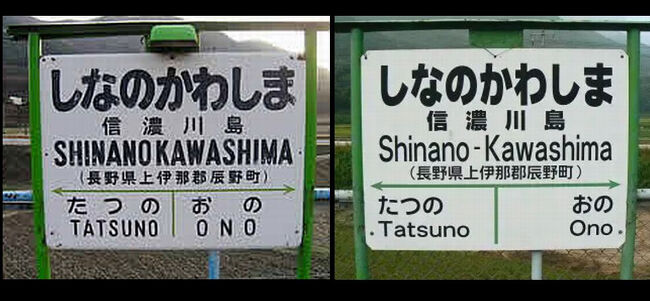 しなのかわしま
信濃川島
SHINANOKAWASHIMA
(長野県上伊那郡辰野町)
たつの おの
TATSUNO ONO
しなのかわしま
信濃川島
Shinano-Kawashima
(長野県上伊那郡辰野町)
たつの おの
Tatsuno Ono